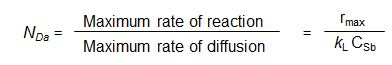 N_Da = Maximum rate of reaction / Maximum rate of diffusion = r_max / k_L C_Sb